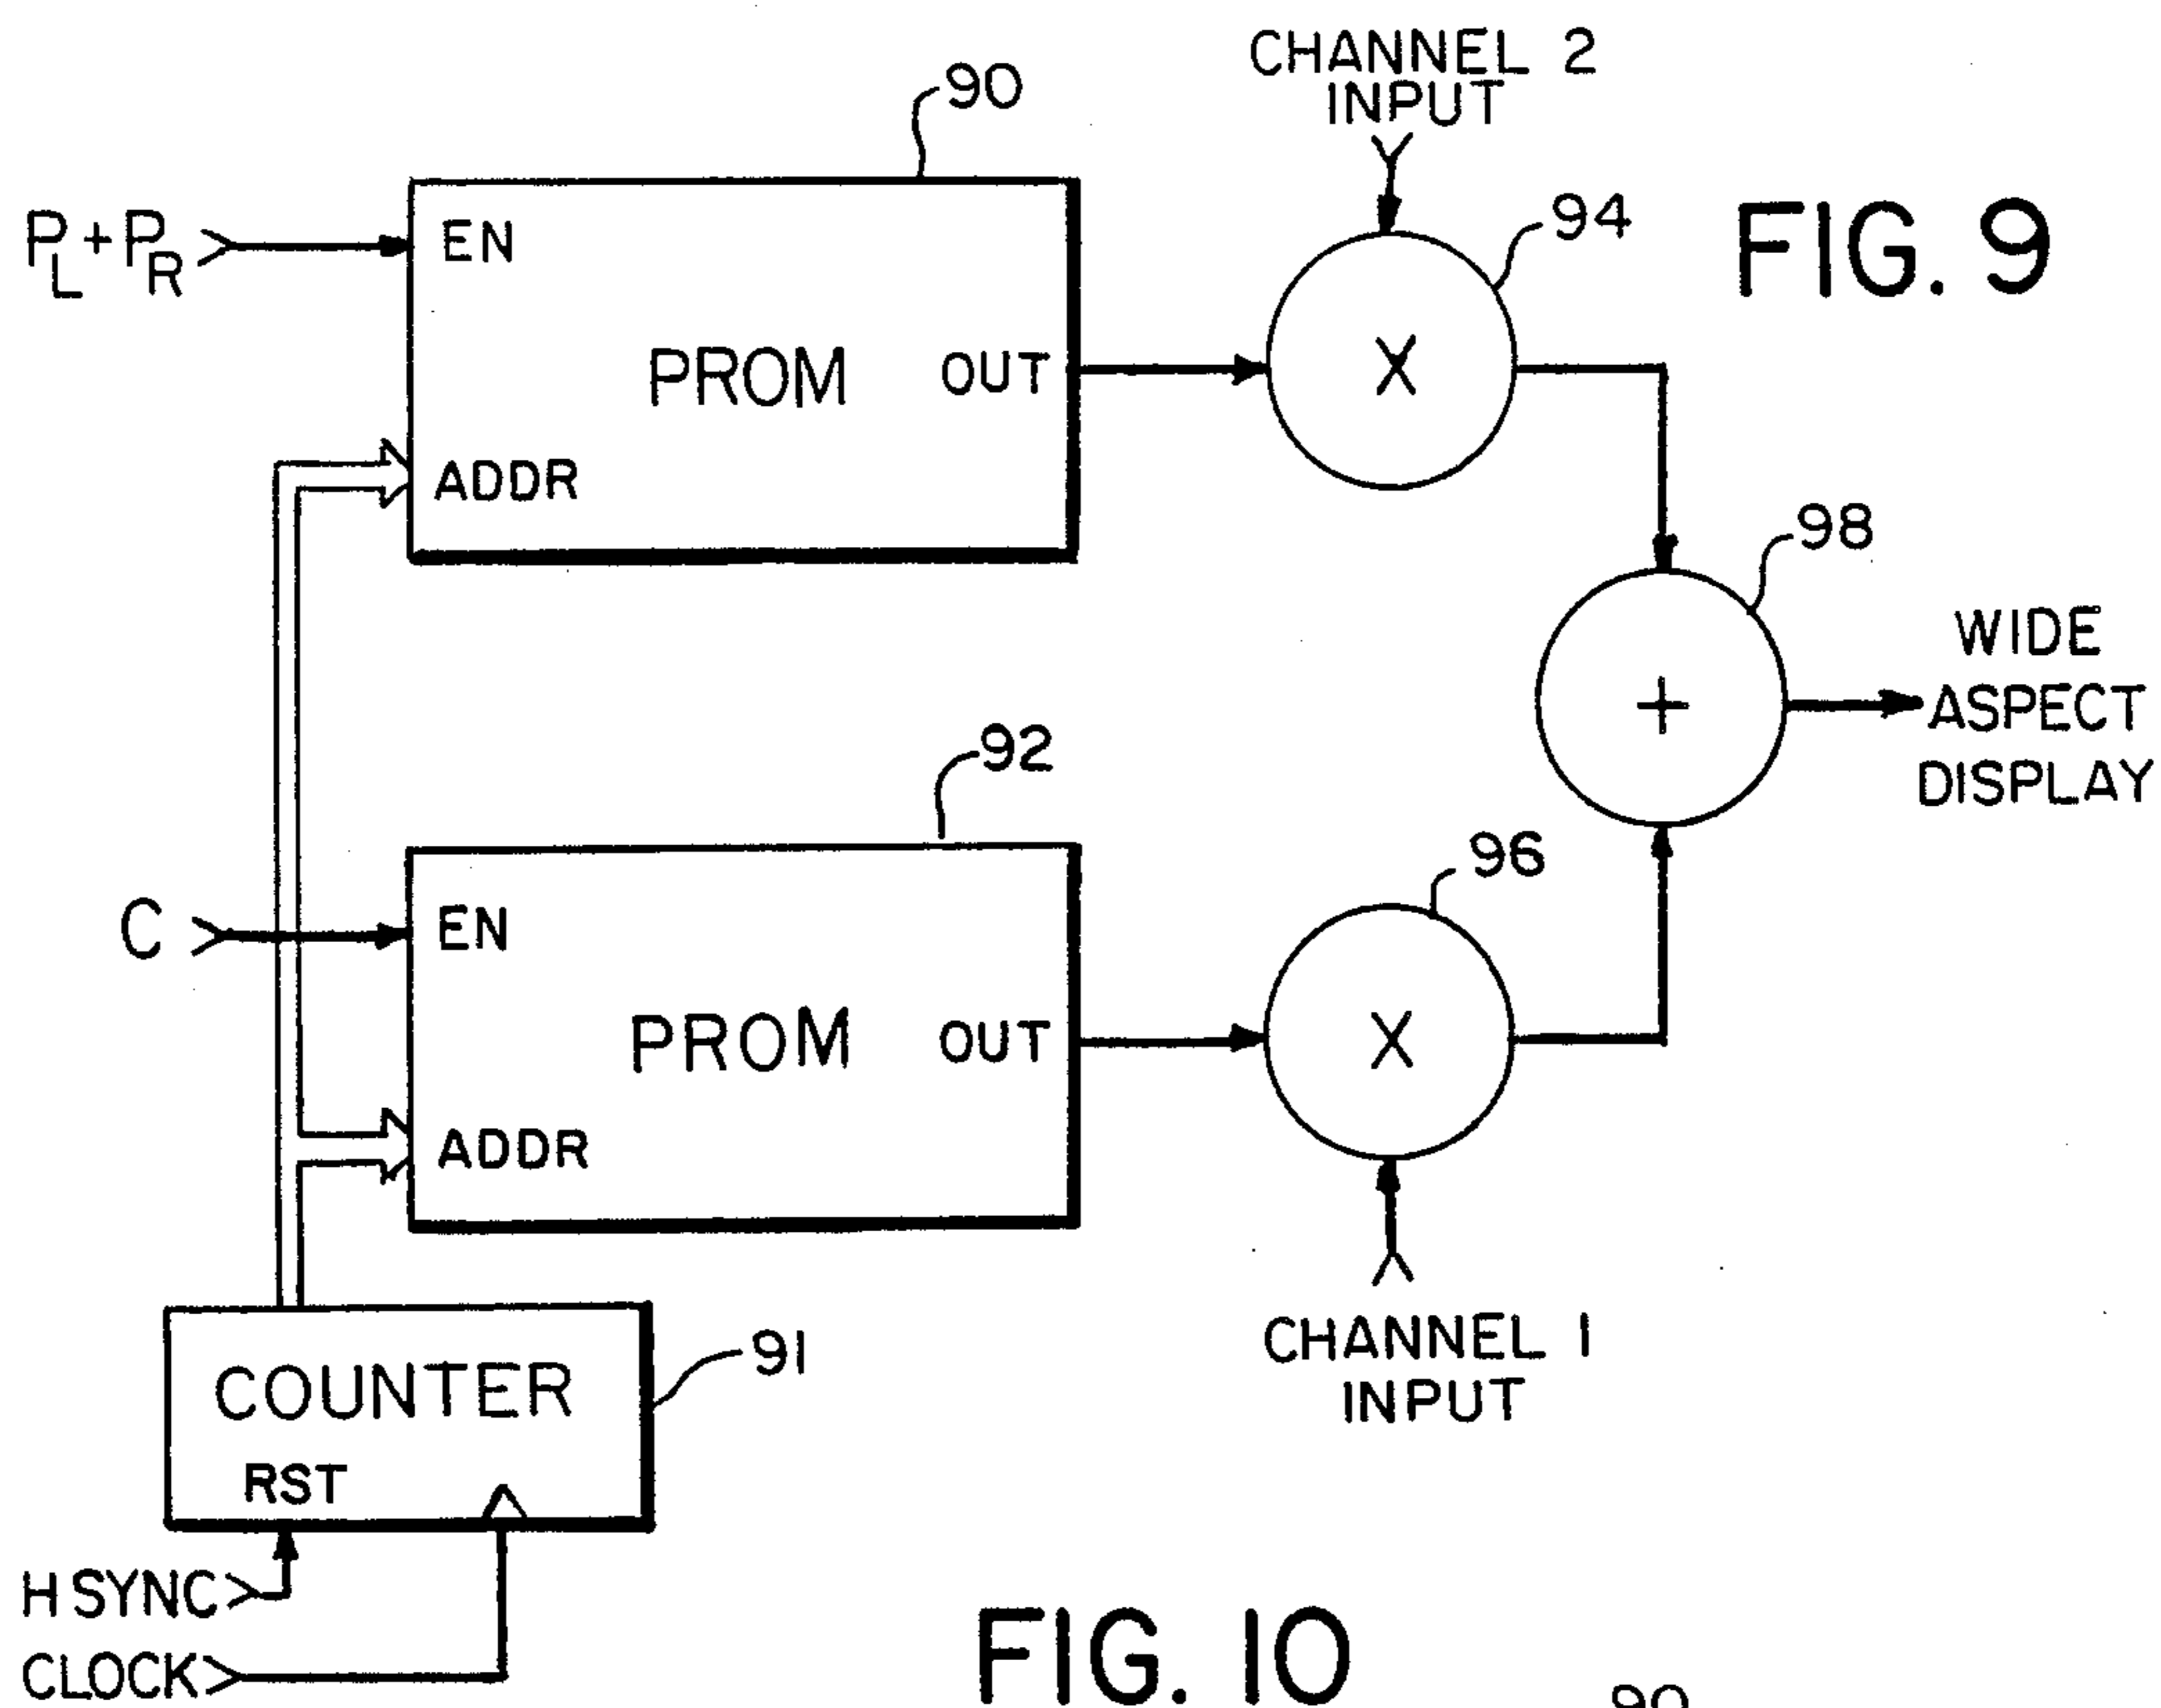 CHANNEL 2
INPUT
90
94
FIG. 9
PL+PR
EN
PROM
OUT
X
ADDR
98
WIDE
ASPECT
DISPLAY
+
92
96
C
EN
PROM
OUT
X
ADDR
CHANNEL 1
INPUT
COUNTER
91
RST
H SYNC
CLOCK
FIG. 10
90